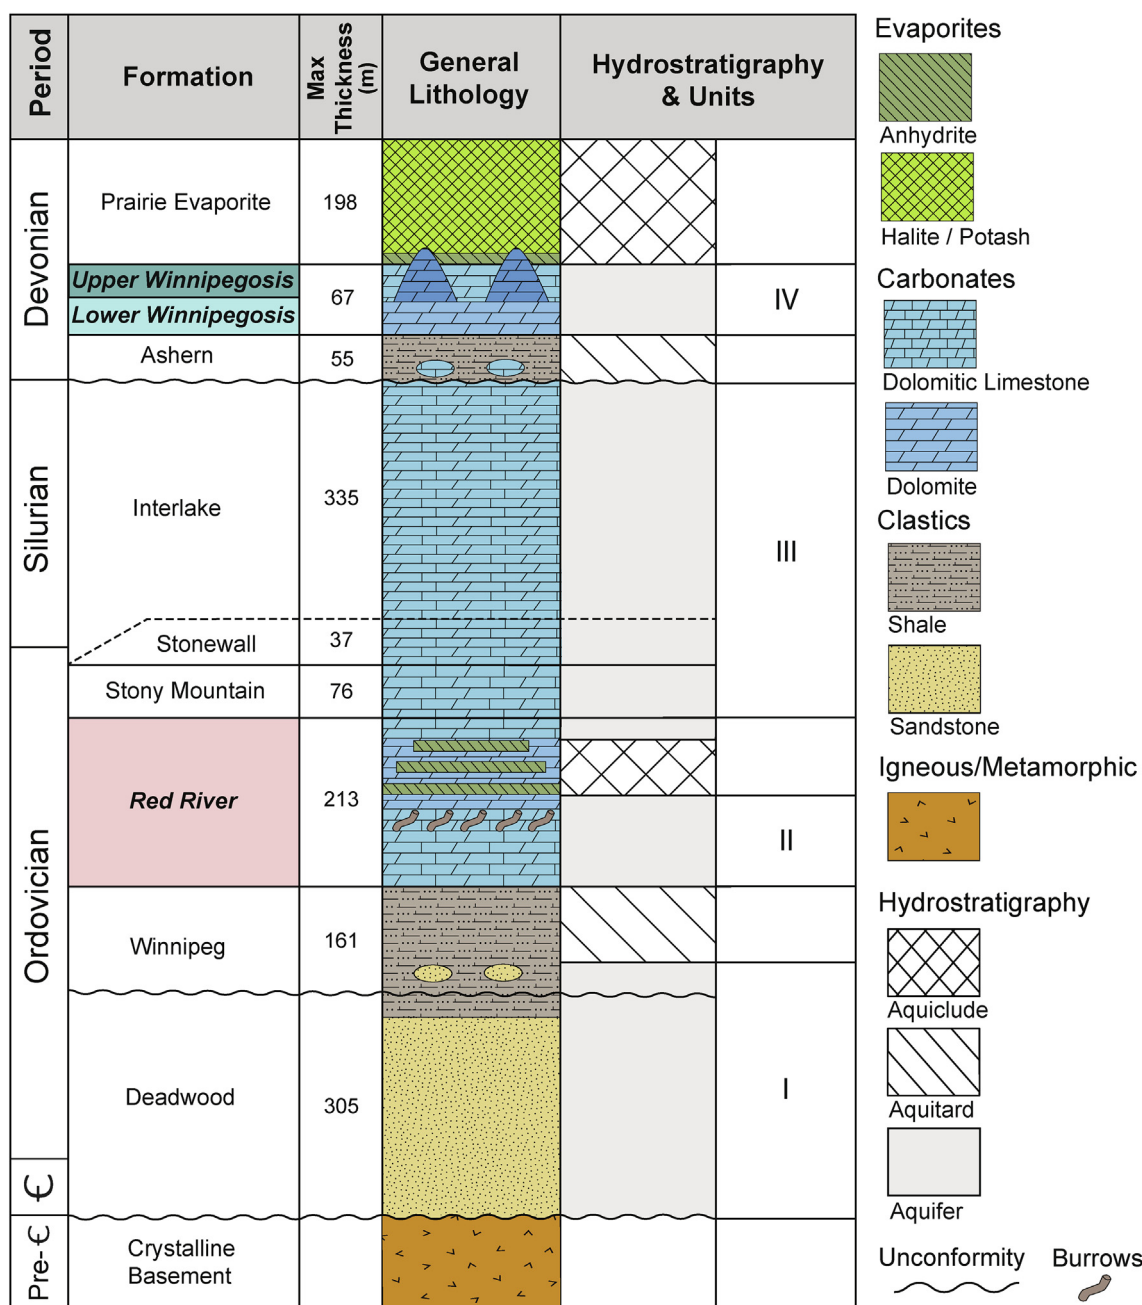 Period
Formation
Max
Thickness
(m)
General
Lithology
Hydrostratigraphy
& Units
Devonian
Prairie Evaporite
198
Upper Winnipegosis
Lower Winnipegosis
67
IV
Ashern
55
Silurian
Interlake
335
III
Stonewall
37
Stony Mountain
76
Ordovician
Red River
213
II
Winnipeg
161
Deadwood
305
I
Ꞓ
Pre-Ꞓ
Crystalline
Basement
Evaporites
Anhydrite
Halite / Potash
Carbonates
Dolomitic Limestone
Dolomite
Clastics
Shale
Sandstone
Igneous/Metamorphic
Hydrostratigraphy
Aquiclude
Aquitard
Aquifer
Unconformity
Burrows